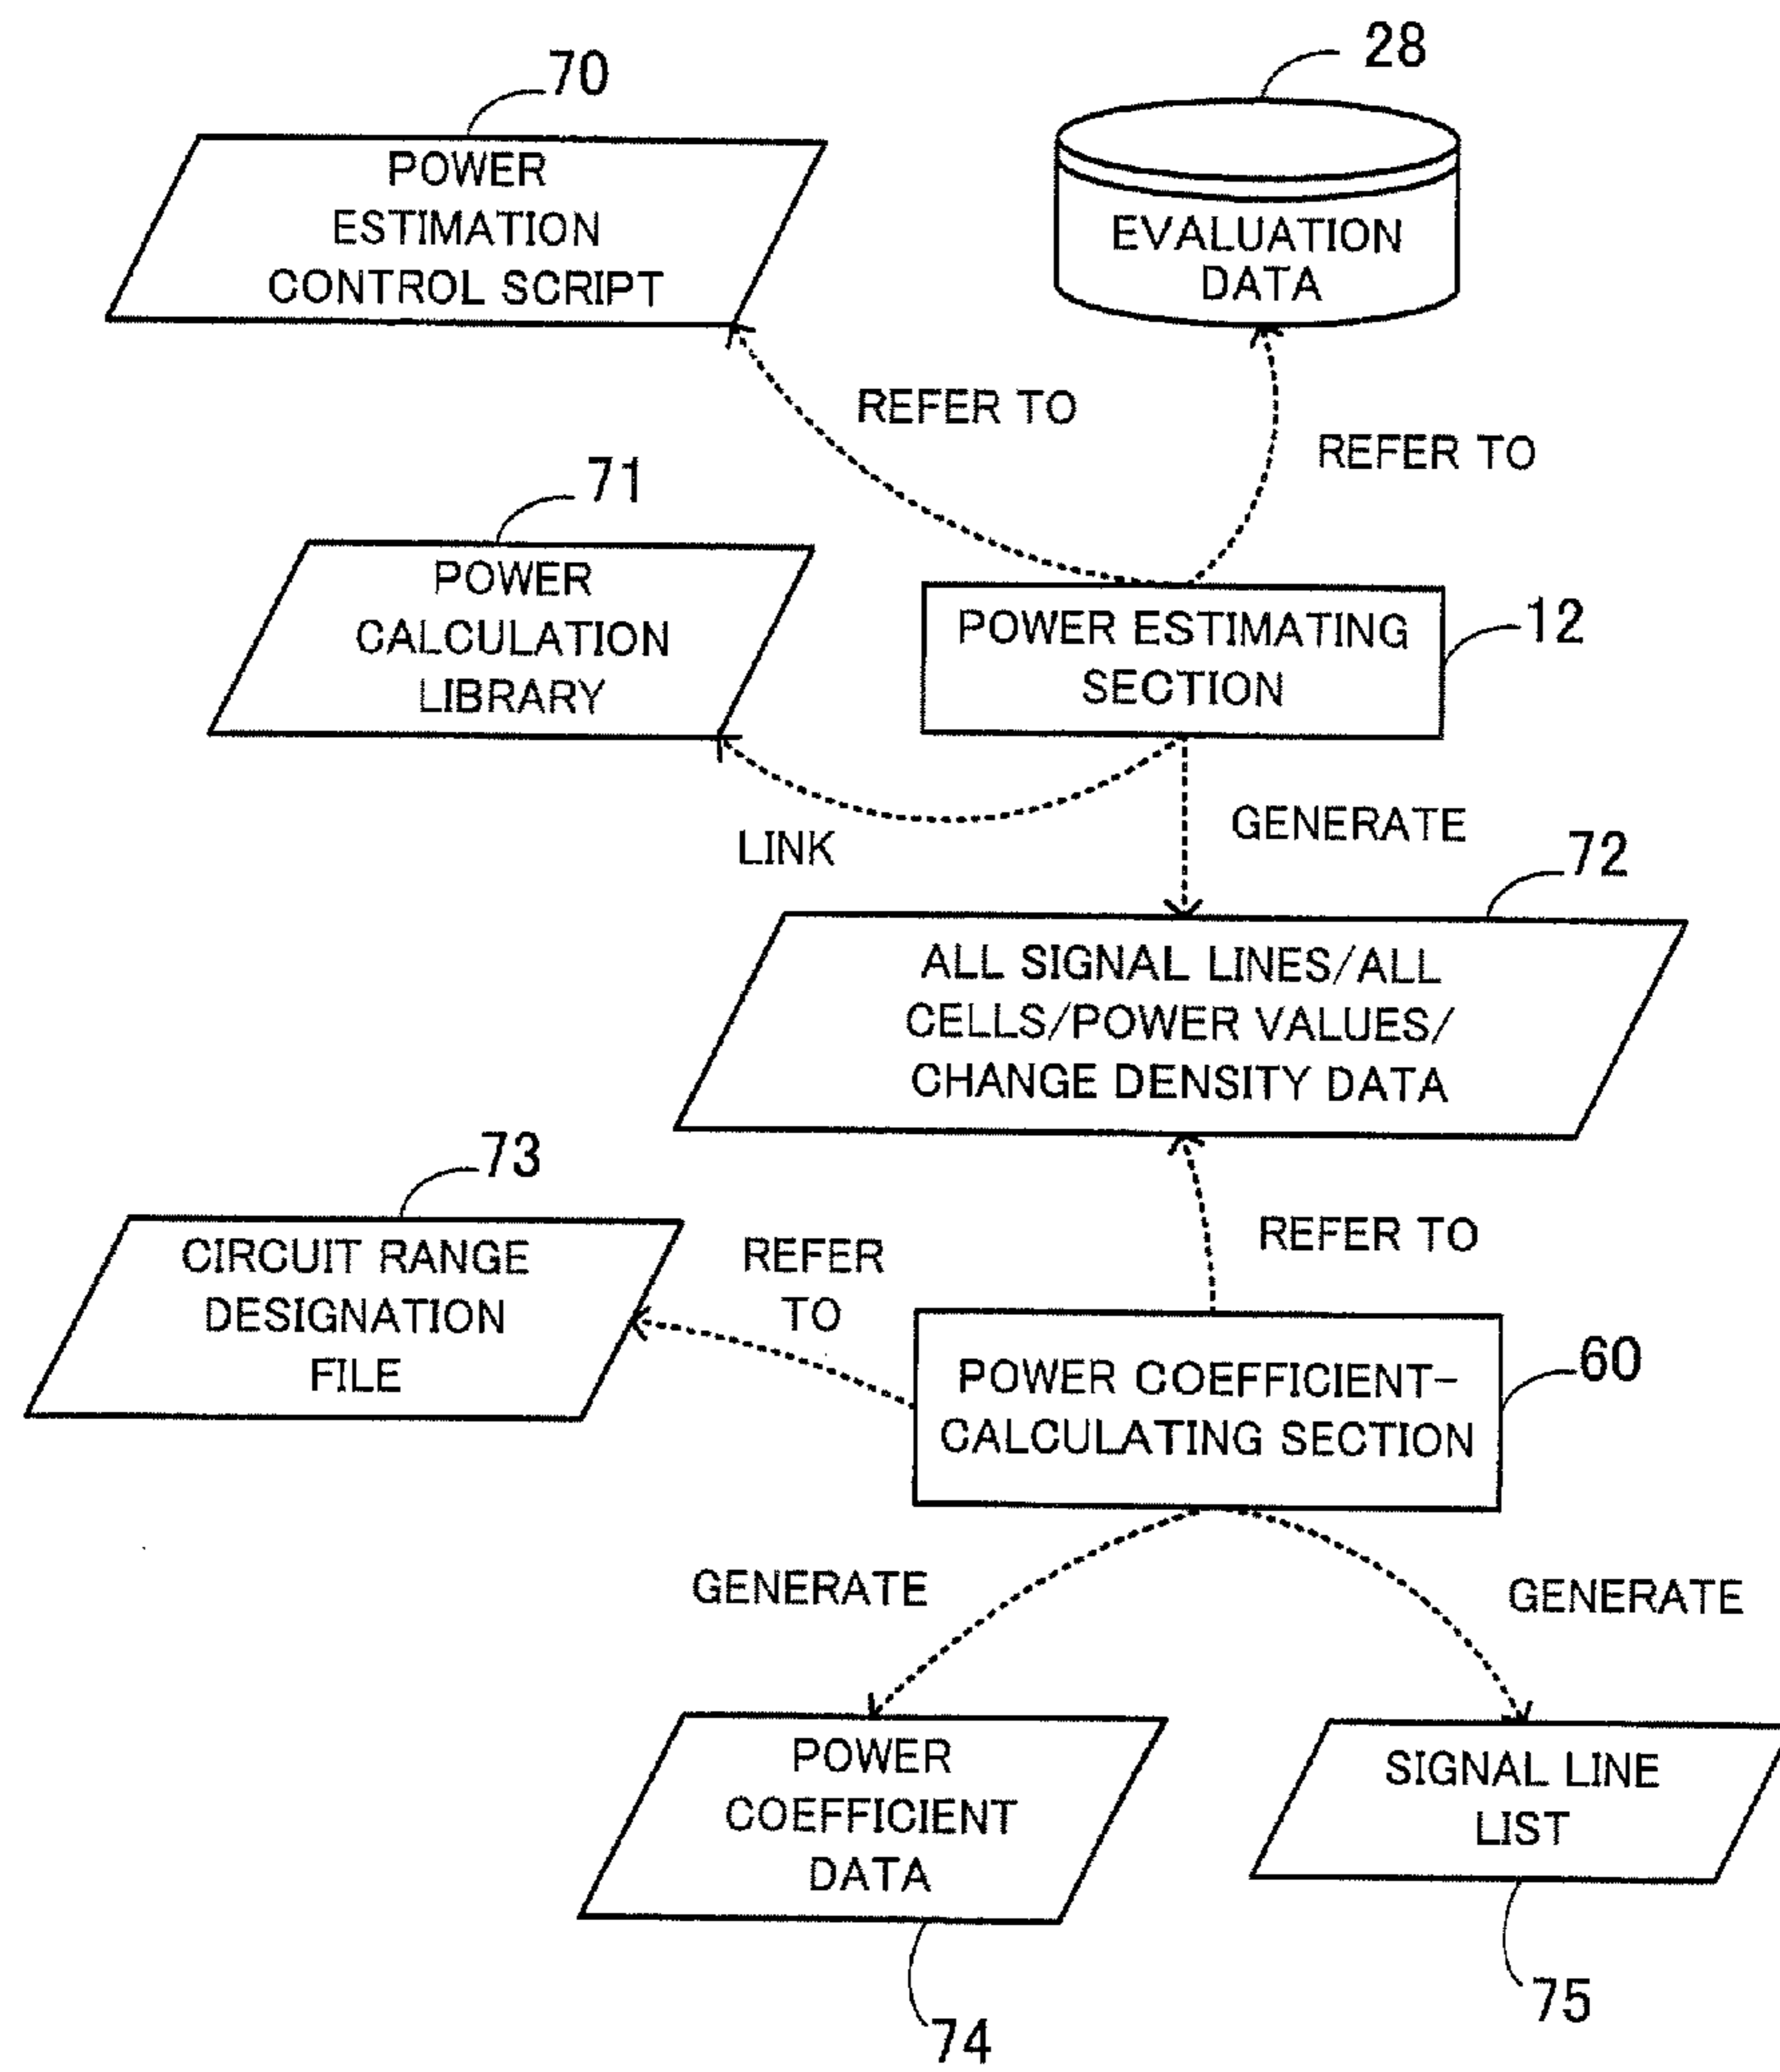 28
70
POWER
ESTIMATION
CONTROL SCRIPT
EVALUATION
DATA
REFER TO
REFER TO
71
POWER
CALCULATION
LIBRARY
POWER ESTIMATING
SECTION
12
LINK
GENERATE
72
ALL SIGNAL LINES/ALL
CELLS/POWER VALUES/
CHANGE DENSITY DATA
73
CIRCUIT RANGE
DESIGNATION
FILE
REFER
TO
REFER TO
POWER COEFFICIENT-
CALCULATING SECTION
60
GENERATE
GENERATE
POWER
COEFFICIENT
DATA
SIGNAL LINE
LIST
74
75